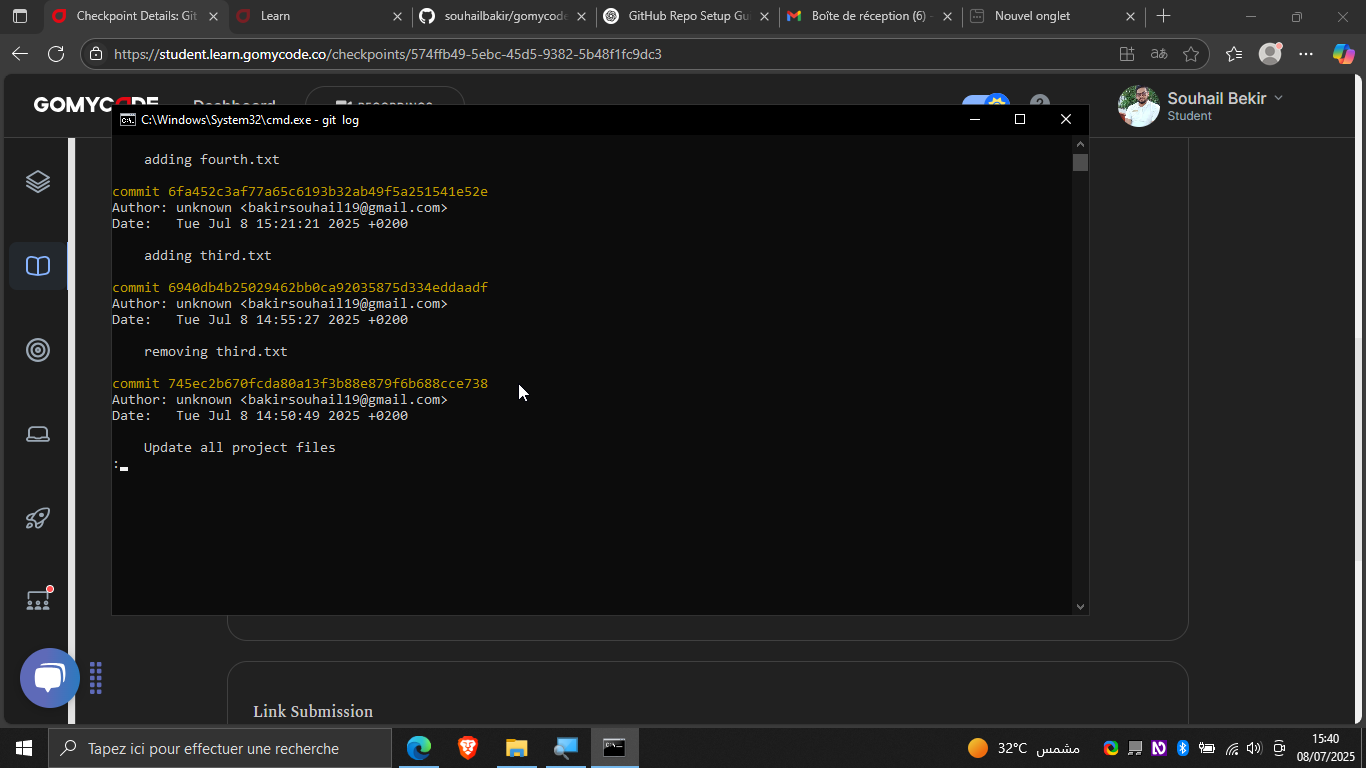 Checkpoint Details: Git
Learn
souhailbakir/gomycode
GitHub Repo Setup Gu
Boîte de réception (6) -
Nouvel onglet
https://student.learn.gomycode.co/checkpoints/574ffb49-5ebc-45d5-9382-5b48f1fc9dc3
GOMYCODE
Dashboard
RECORDINGS
Souhail Bekir
Student
C:\Windows\System32\cmd.exe - git log
adding fourth.txt
commit 6fa452c3af77a65c6193b32ab49f5a251541e52e
Author: unknown <bakirsouhail19@gmail.com>
Date:   Tue Jul 8 15:21:21 2025 +0200
adding third.txt
commit 6940db4b25029462bb0ca92035875d334eddaadf
Author: unknown <bakirsouhail19@gmail.com>
Date:   Tue Jul 8 14:55:27 2025 +0200
removing third.txt
commit 745ec2b670fcda80a13f3b88e879f6b688cce738
Author: unknown <bakirsouhail19@gmail.com>
Date:   Tue Jul 8 14:50:49 2025 +0200
Update all project files
:
Link Submission
Tapez ici pour effectuer une recherche
32°C مشمس
15:40
08/07/2025